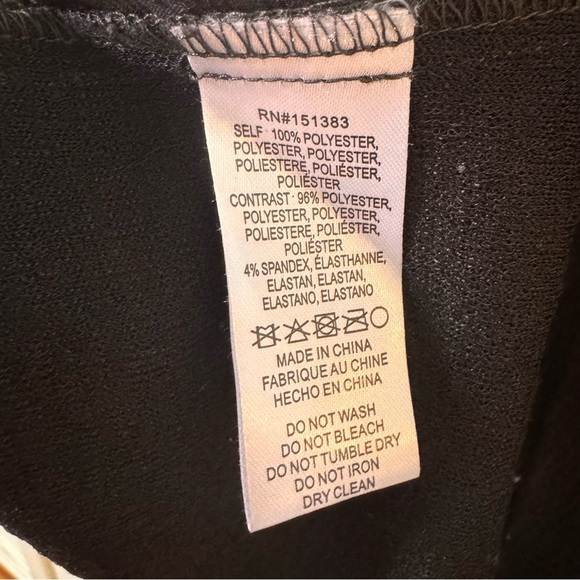 RN#151383
SELF 100% POLYESTER,
POLYESTER, POLYESTER,
POLIESTERE, POLIÉSTER,
POLIÉSTER
CONTRAST 96% POLYESTER,
POLYESTER, POLYESTER,
POLIESTERE, POLIÉSTER,
POLIÉSTER
4% SPANDEX, ÉLASTHANNE,
ELASTAN, ELASTAN,
ELASTANO, ELASTANO
MADE IN CHINA
FABRIQUE AU CHINE
HECHO EN CHINA
DO NOT WASH
DO NOT BLEACH
DO NOT TUMBLE DRY
DO NOT IRON
DRY CLEAN